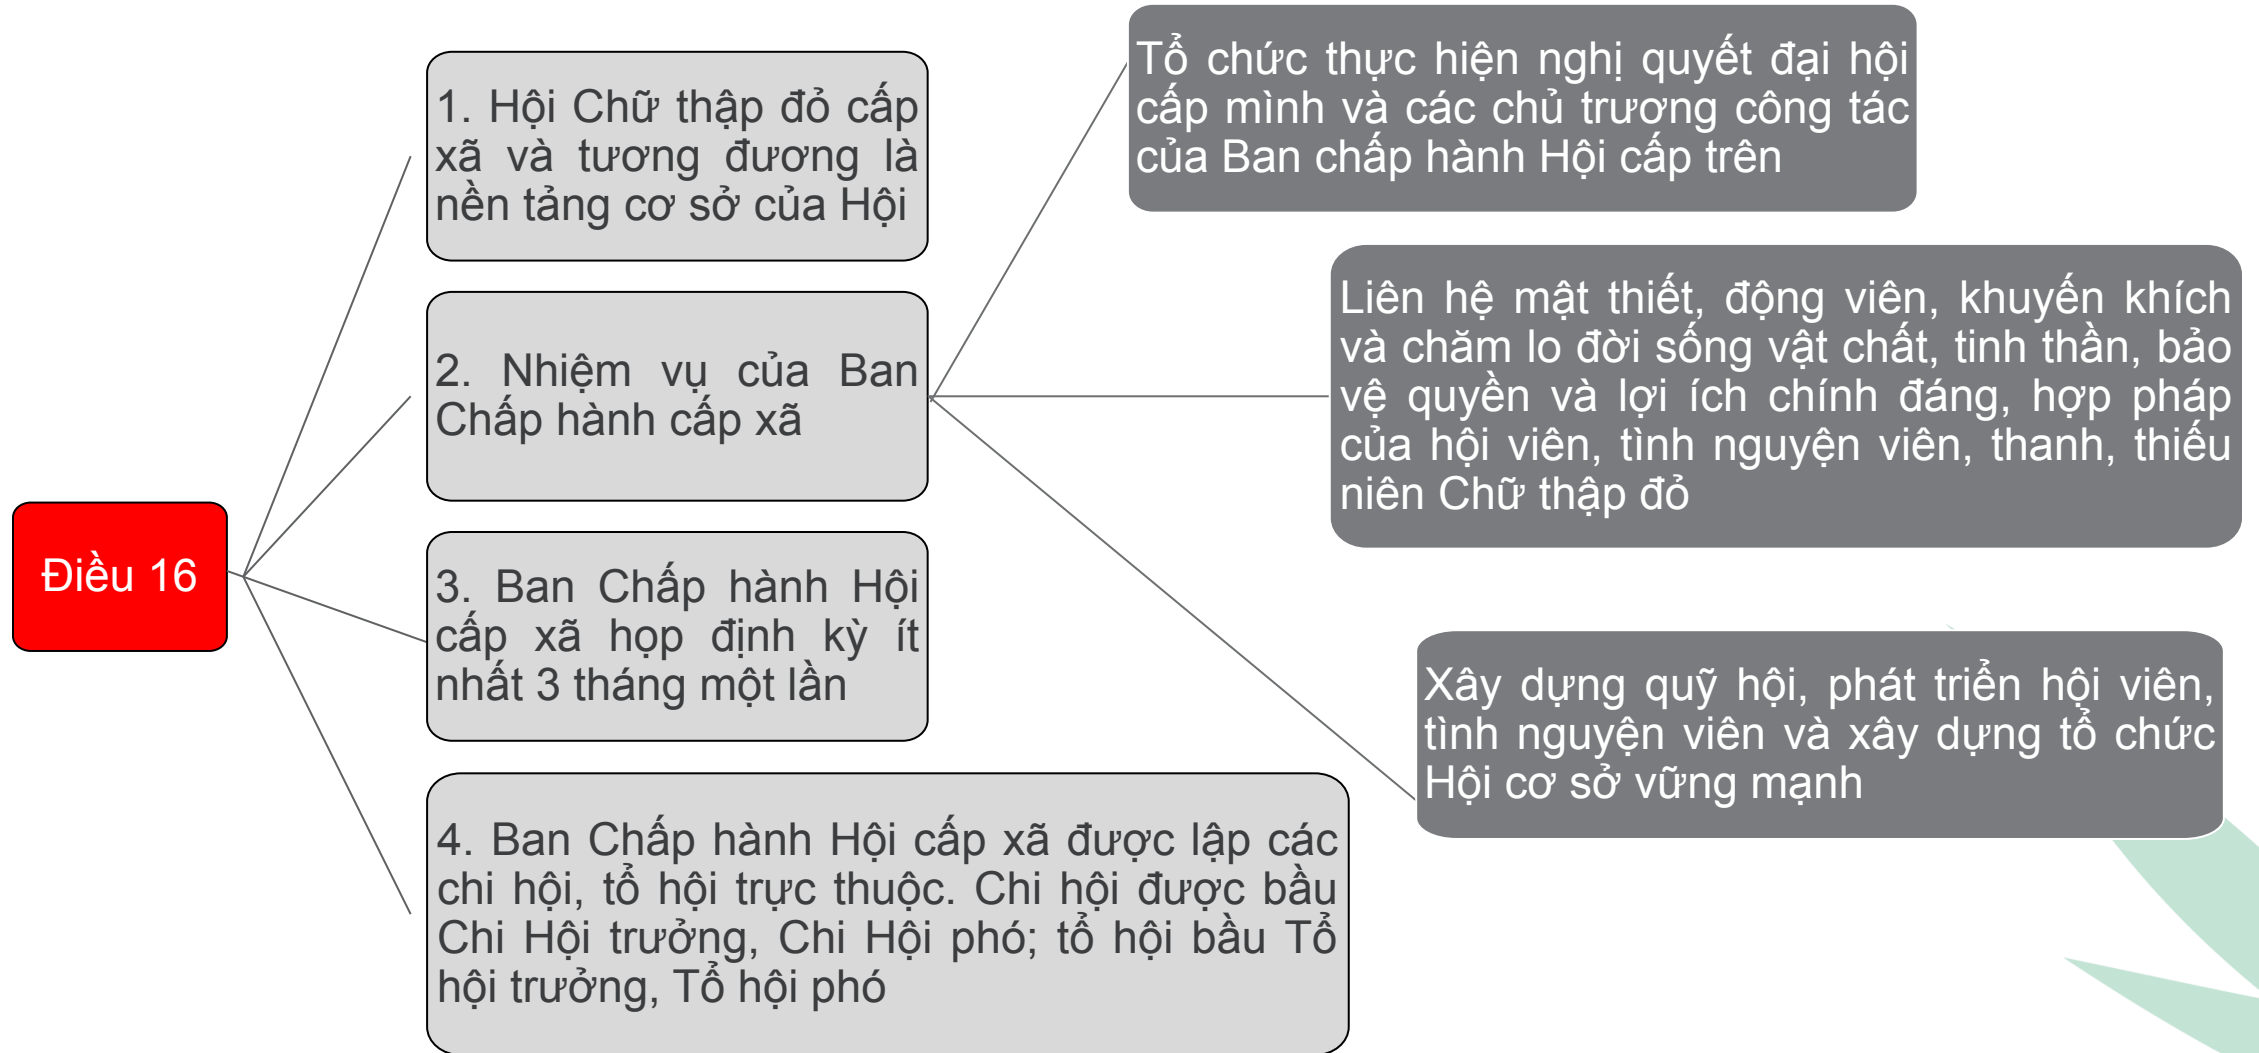 Điều 16
1. Hội Chữ thập đỏ cấp
xã và tương đương là
nền tảng cơ sở của Hội
2. Nhiệm vụ của Ban
Chấp hành cấp xã
3. Ban Chấp hành Hội
cấp xã họp định kỳ ít
nhất 3 tháng một lần
4. Ban Chấp hành Hội cấp xã được lập các
chi hội, tổ hội trực thuộc. Chi hội được bầu
Chi Hội trưởng, Chi Hội phó; tổ hội bầu Tổ
hội trưởng, Tổ hội phó
Tổ chức thực hiện nghị quyết đại hội
cấp mình và các chủ trương công tác
của Ban chấp hành Hội cấp trên
Liên hệ mật thiết, động viên, khuyến khích
và chăm lo đời sống vật chất, tinh thần, bảo
vệ quyền và lợi ích chính đáng, hợp pháp
của hội viên, tình nguyện viên, thanh, thiếu
niên Chữ thập đỏ
Xây dựng quỹ hội, phát triển hội viên,
tình nguyện viên và xây dựng tổ chức
Hội cơ sở vững mạnh